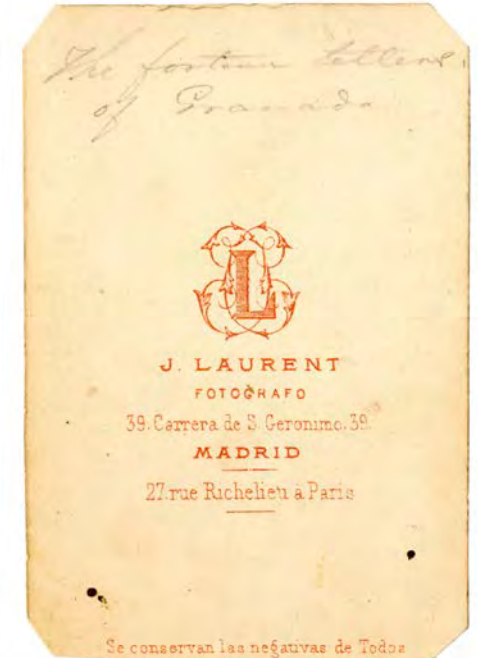 The fortune tellers
of Granada
JL
J. LAURENT
FOTOGRAFO
39. Carrera de S. Geronimo. 39.
MADRID
27. rue Richelieu à Paris
Se conservan las negativas de Todos